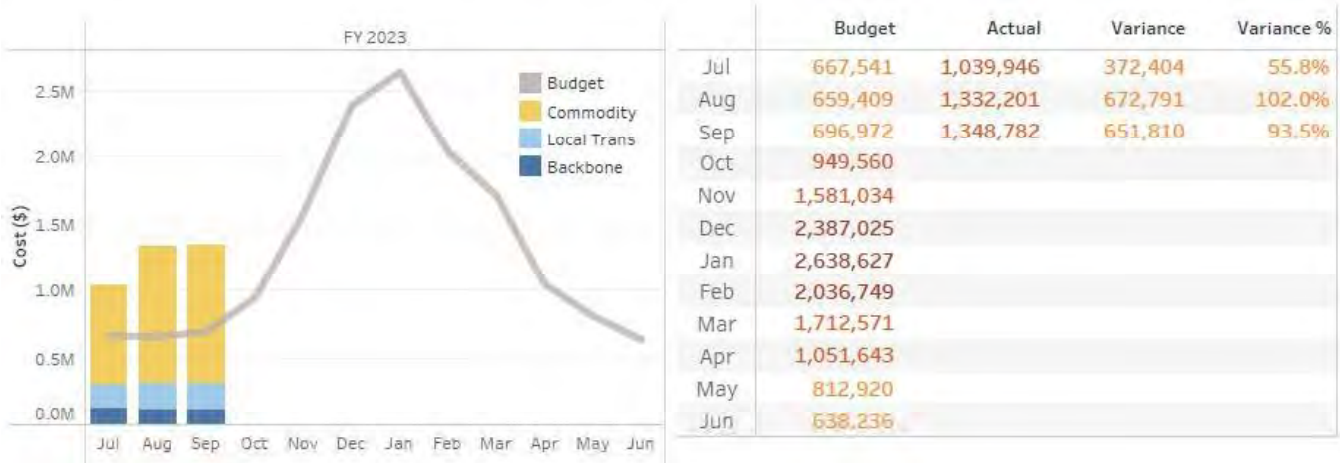 FY 2023
Cost ($)
2.5M
2.0M
1.5M
1.0M
0.5M
0.0M
Budget
Commodity
Local Trans
Backbone
Jul Aug Sep Oct Nov Dec Jan Feb Mar Apr May Jun
Budget Actual Variance Variance %
Jul 667,541 1,039,946 372,404 55.8%
Aug 659,409 1,332,201 672,791 102.0%
Sep 696,972 1,348,782 651,810 93.5%
Oct 949,560
Nov 1,581,034
Dec 2,387,025
Jan 2,638,627
Feb 2,036,749
Mar 1,712,571
Apr 1,051,643
May 812,920
Jun 638,236